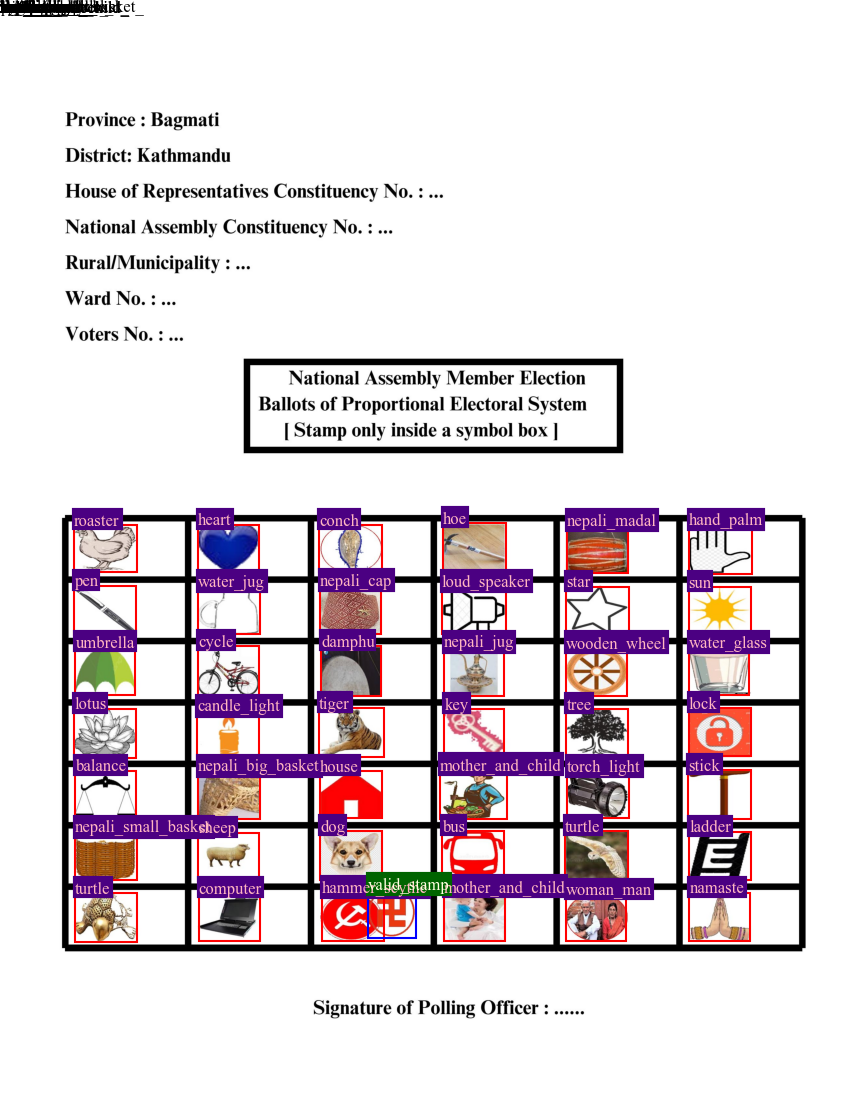 Province : Bagmati
District: Kathmandu
House of Representatives Constituency No. : ...
National Assembly Constituency No. : ...
Rural/Municipality : ...
Ward No. : ...
Voters No. : ...
National Assembly Member Election
Ballots of Proportional Electoral System
[ Stamp only inside a symbol box ]
roaster heart conch hoe nepali_madal hand_palm
pen water_jug nepali_cap loud_speaker star sun
umbrella cycle damphu nepali_jug wooden_wheel water_glass
lotus candle_light tiger key tree lock
balance nepali_big_basket house mother_and_child torch_light stick
nepali_small_basket sheep dog bus turtle ladder
valid_stamp
turtle computer mother_and_child woman_man namaste
Signature of Polling Officer : ......